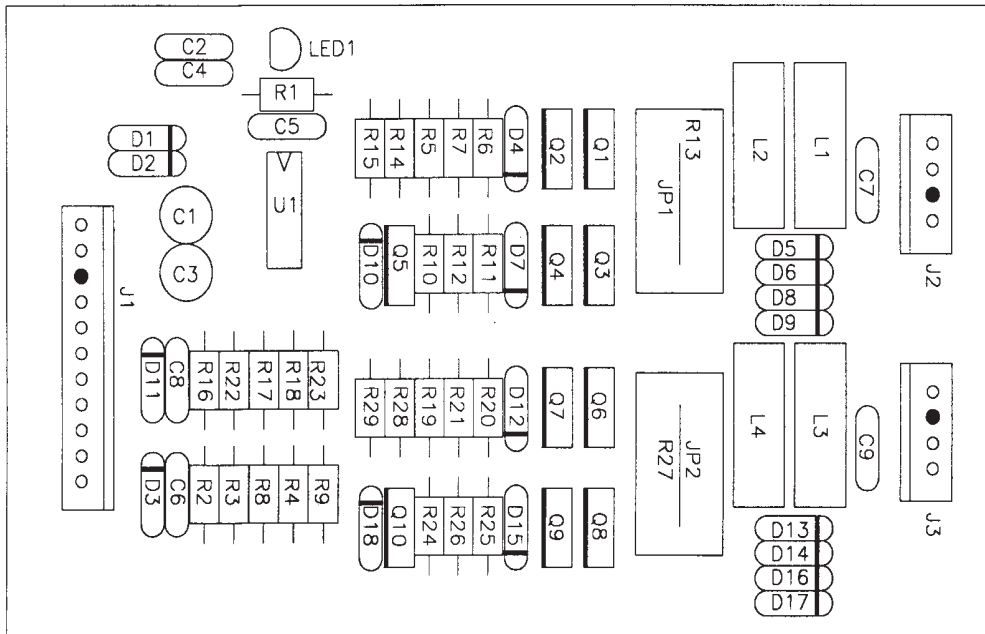 C2
LED1
C4
R1
C5
D1
D2
U1
C1
C3
J1
R15
R14
R5
R7
R6
D4
Q2
Q1
R13
JP1
L2
L1
C7
J2
D10
Q5
R10
R12
R11
D7
Q4
Q3
D5
D6
D8
D9
D11
C8
R16
R22
R17
R18
R23
R29
R28
R19
R21
R20
D12
Q7
Q6
JP2
R27
L4
L3
C9
J3
D3
C6
R2
R3
R8
R4
R9
D18
Q10
R24
R26
R25
D15
Q9
Q8
D13
D14
D16
D17